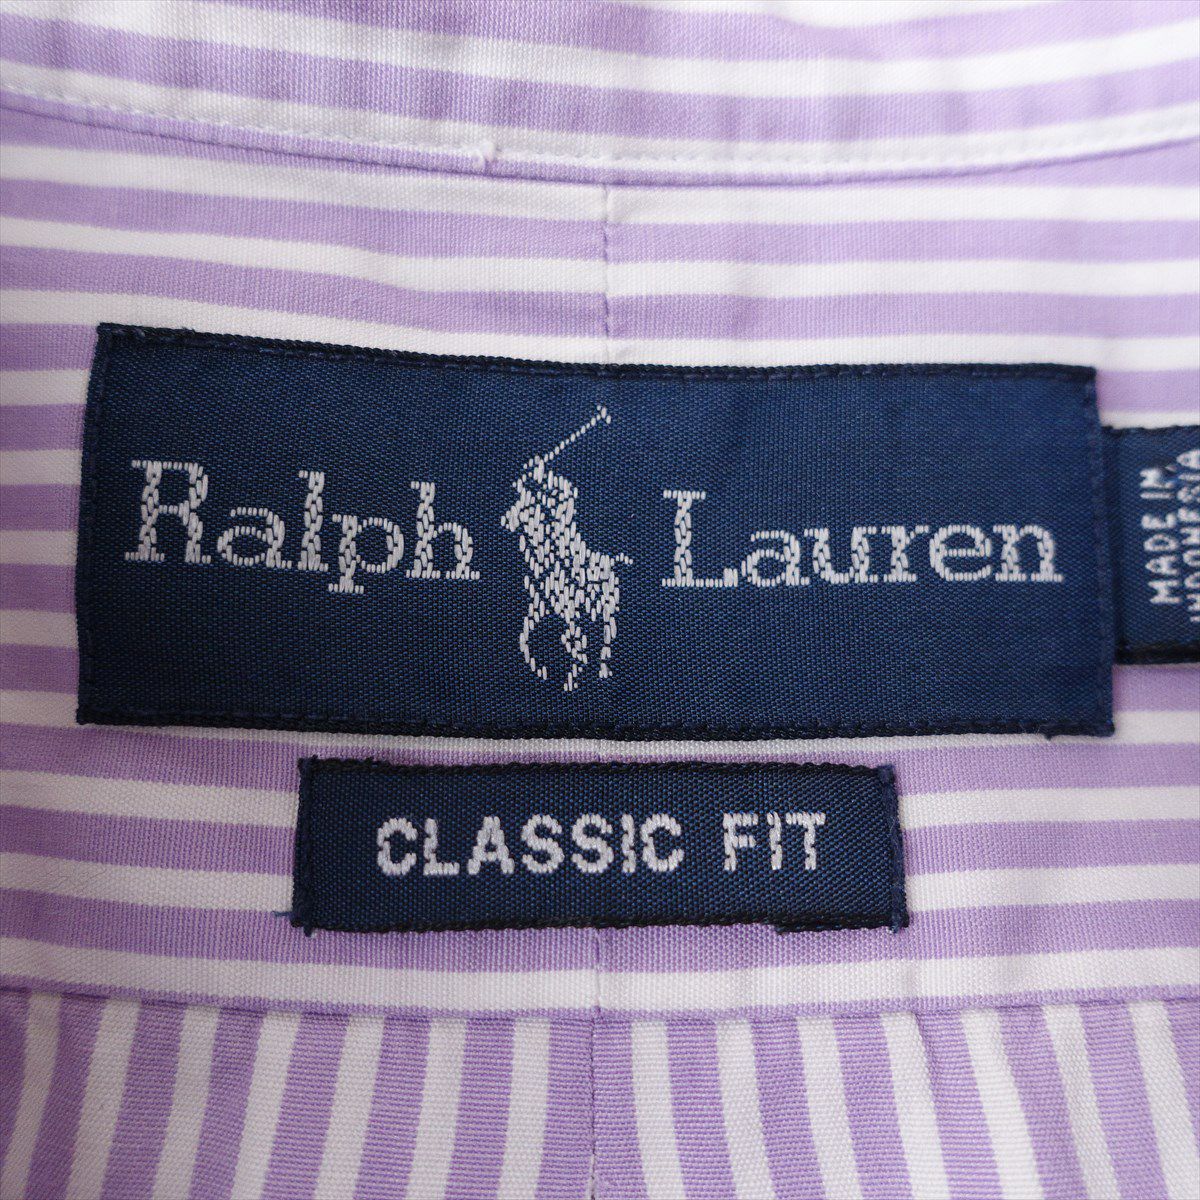 Ralph Lauren
MADE IN
INDONESIA
CLASSIC FIT